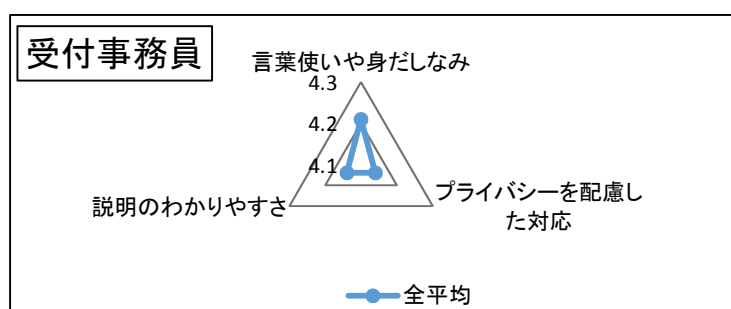 受付事務員
言葉使いや身だしなみ
4.3
4.2
4.1
説明のわかりやすさ
プライバシーを配慮し
た対応
全平均